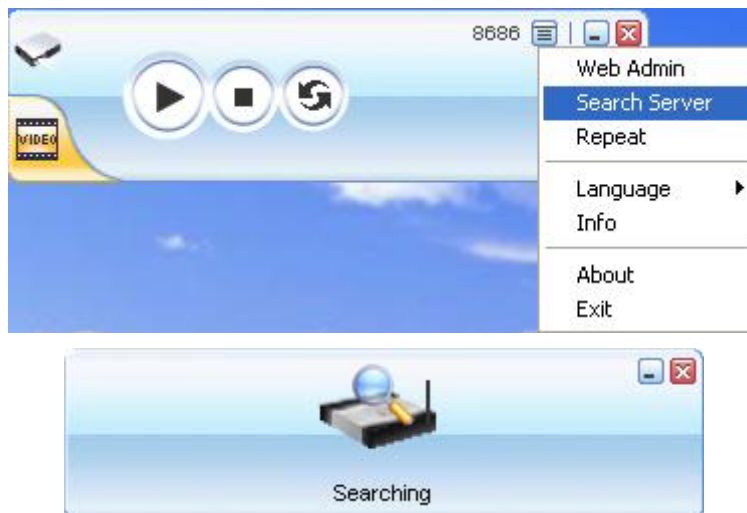 8686
Web Admin
Search Server
Repeat
VIDEO
Language
Info
About
Exit
Searching